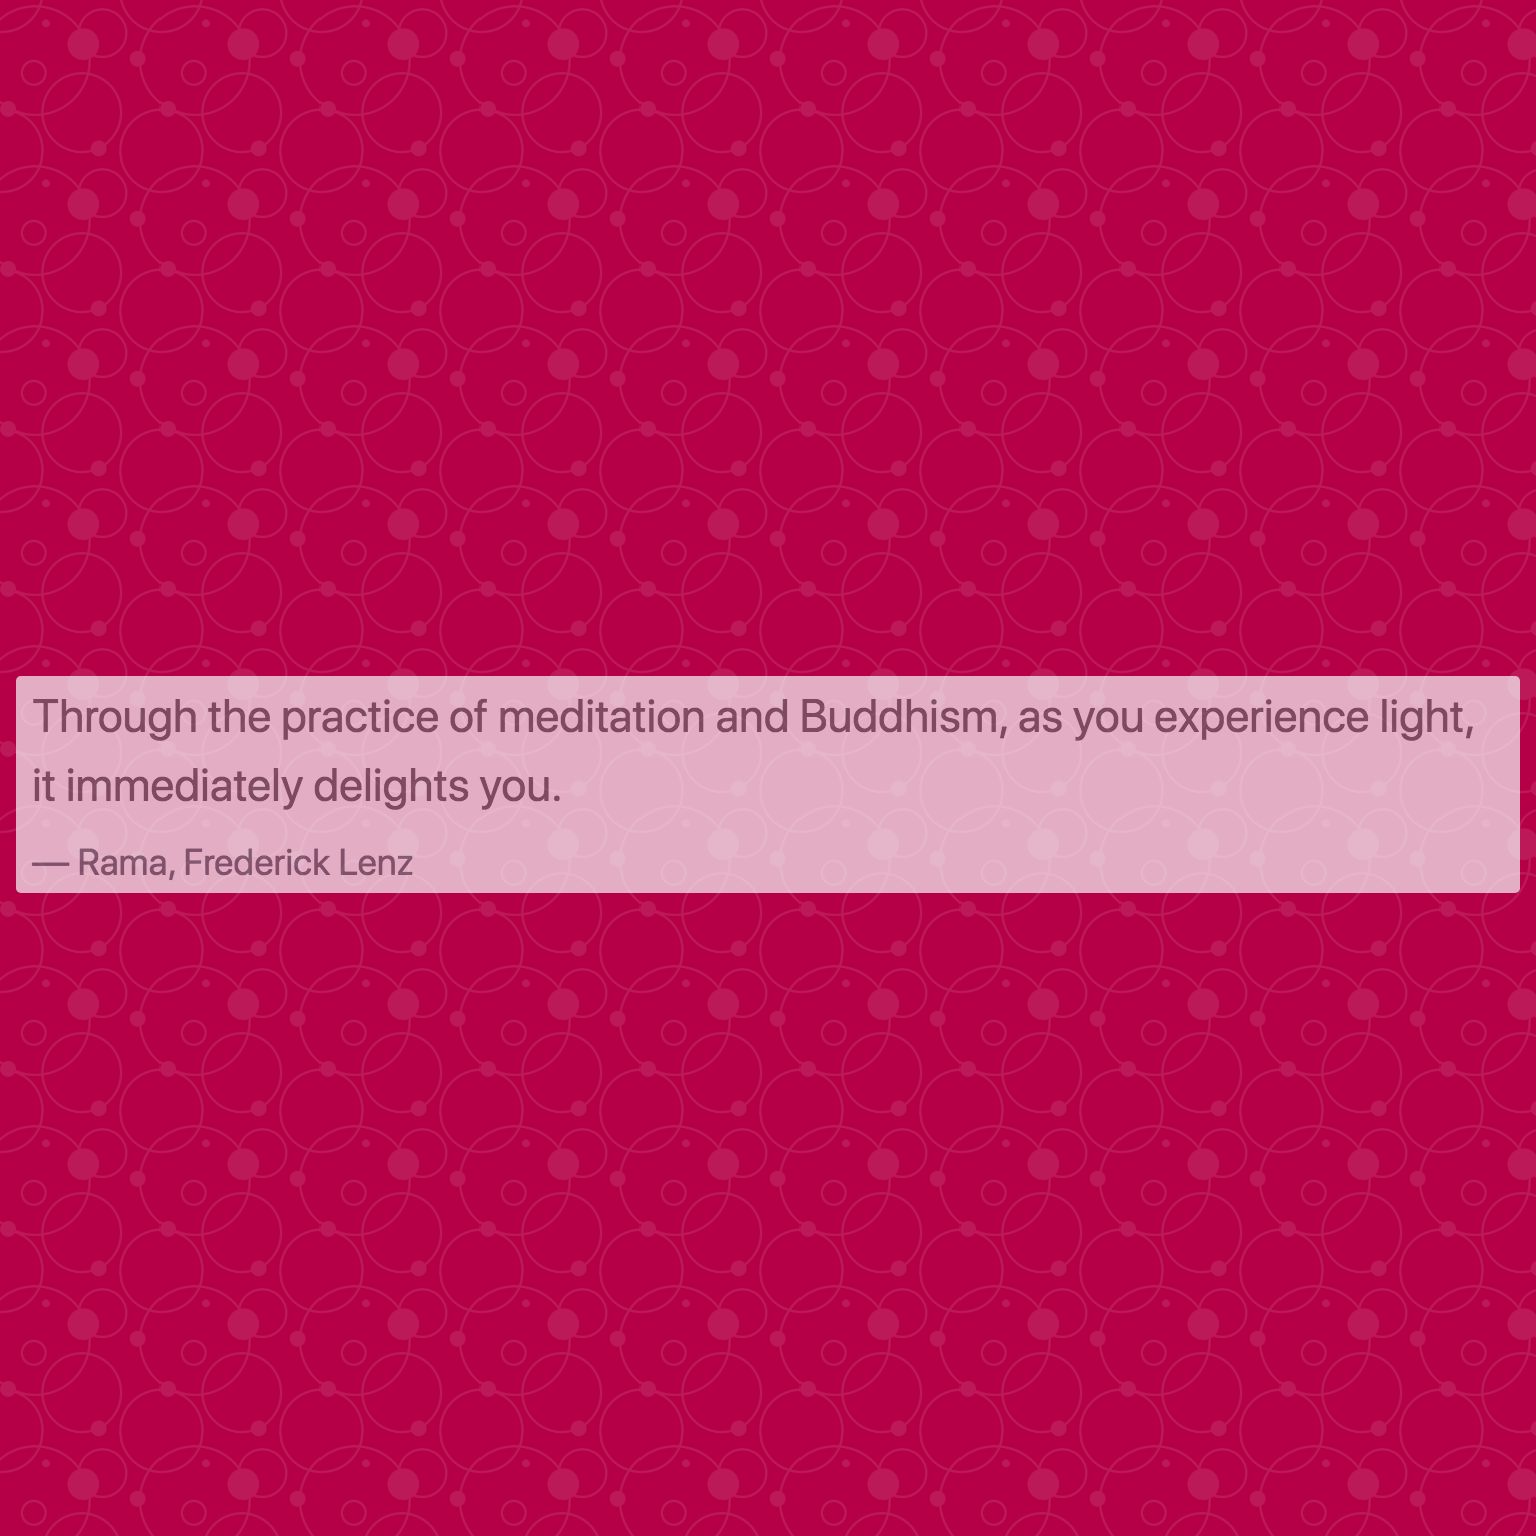 Through the practice of meditation and Buddhism, as you experience light,
it immediately delights you.
— Rama, Frederick Lenz